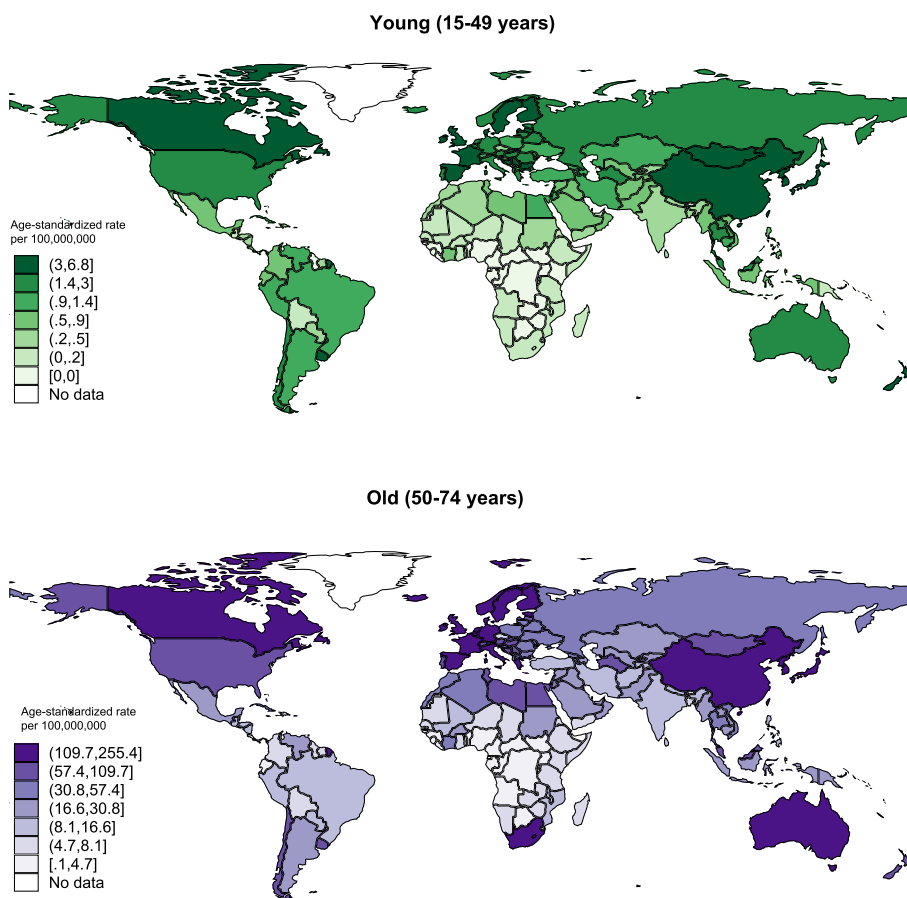 Young (15-49 years)
Age-standardized rate
per 100,000,000
(3,6.8]
(1.4,3]
(.9,1.4]
(.5,.9]
(.2,.5]
(0,.2]
[0,0]
No data
Old (50-74 years)
Age-standardized rate
per 100,000,000
(109.7,255.4]
(57.4,109.7]
(30.8,57.4]
(16.6,30.8]
(8.1,16.6]
(4.7,8.1]
[.1,4.7]
No data